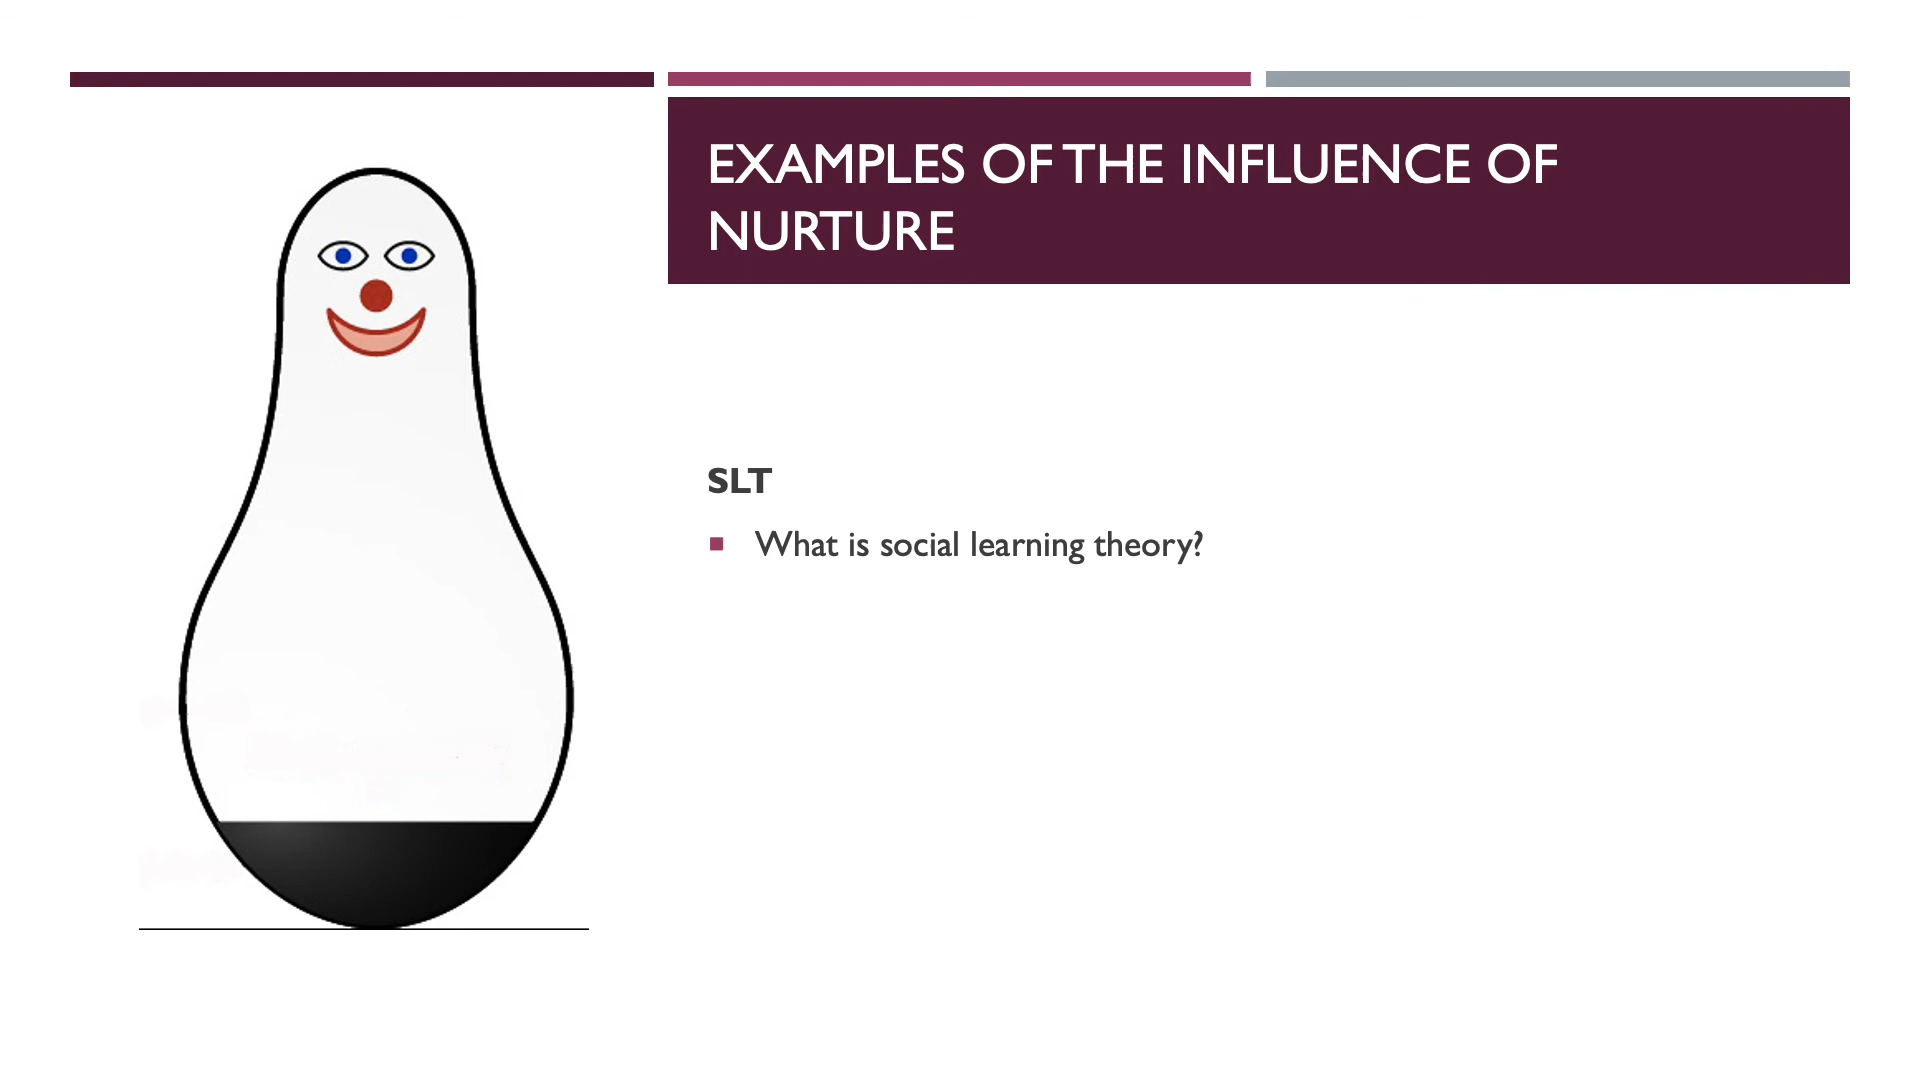 EXAMPLES OF THE INFLUENCE OF
NURTURE
SLT
What is social learning theory?